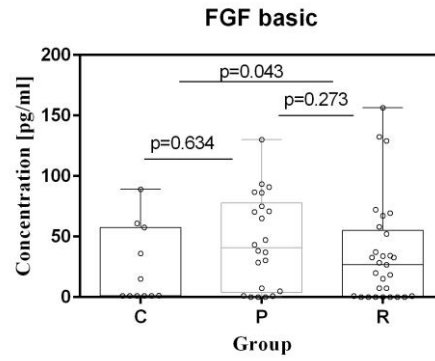 FGF basic
Concentration [pg/ml]
200
150
100
50
0
p=0.043
p=0.273
p=0.634
C P R
Group